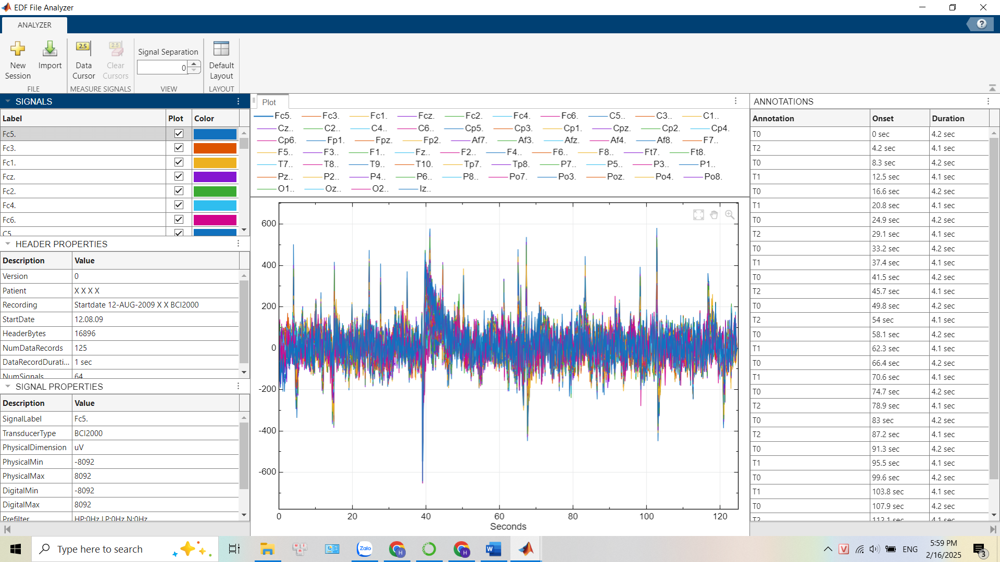 EDF File Analyzer
ANALYZER
New Session
Import
2.5
Data Cursor
2.5
Clear Cursors
Signal Separation
0
Default Layout
FILE
MEASURE SIGNALS
VIEW
LAYOUT
SIGNALS
Label Plot Color
Fc5.
Fc3.
Fc1.
Fcz.
Fc2.
Fc4.
Fc6.
C5..
HEADER PROPERTIES
Description Value
Version 0
Patient X X X X
Recording Startdate 12-AUG-2009 X X BCI2000
StartDate 12.08.09
HeaderBytes 16896
NumDataRecords 125
DataRecordDurati... 1 sec
NumSignals 64
SIGNAL PROPERTIES
Description Value
SignalLabel Fc5.
TransducerType BCI2000
PhysicalDimension uV
PhysicalMin -8092
PhysicalMax 8092
DigitalMin -8092
DigitalMax 8092
Prefilter HP:0Hz LP:0Hz N:0Hz
Plot
Fc5. Fc3. Fc1. Fcz. Fc2. Fc4. Fc6. C5.. C3.. C1..
Cz.. C2.. C4.. C6.. Cp5. Cp3. Cp1. Cpz. Cp2. Cp4.
Cp6. Fp1. Fpz. Fp2. Af7. Af3. Afz. Af4. Af8. F7..
F5.. F3.. F1.. Fz.. F2.. F4.. F6.. F8.. Ft7. Ft8.
T7.. T8.. T9.. T10. Tp7. Tp8. P7.. P5.. P3.. P1..
Pz.. P2.. P4.. P6.. P8.. Po7. Po3. Poz. Po4. Po8.
O1.. Oz.. O2.. Iz..
600
400
200
0
-200
-400
-600
0 20 40 60 80 100 120
Seconds
ANNOTATIONS
Annotation Onset Duration
T0 0 sec 4.2 sec
T2 4.2 sec 4.1 sec
T0 8.3 sec 4.2 sec
T1 12.5 sec 4.1 sec
T0 16.6 sec 4.2 sec
T1 20.8 sec 4.1 sec
T0 24.9 sec 4.2 sec
T2 29.1 sec 4.1 sec
T0 33.2 sec 4.2 sec
T1 37.4 sec 4.1 sec
T0 41.5 sec 4.2 sec
T2 45.7 sec 4.1 sec
T0 49.8 sec 4.2 sec
T2 54 sec 4.1 sec
T0 58.1 sec 4.2 sec
T1 62.3 sec 4.1 sec
T0 66.4 sec 4.2 sec
T1 70.6 sec 4.1 sec
T0 74.7 sec 4.2 sec
T2 78.9 sec 4.1 sec
T0 83 sec 4.2 sec
T2 87.2 sec 4.1 sec
T0 91.3 sec 4.2 sec
T1 95.5 sec 4.1 sec
T0 99.6 sec 4.2 sec
T1 103.8 sec 4.1 sec
T0 107.9 sec 4.2 sec
T2 112.1 sec 4.1 sec
Type here to search
Zalo
H
H
W
V
ENG
5:59 PM
2/16/2025
3